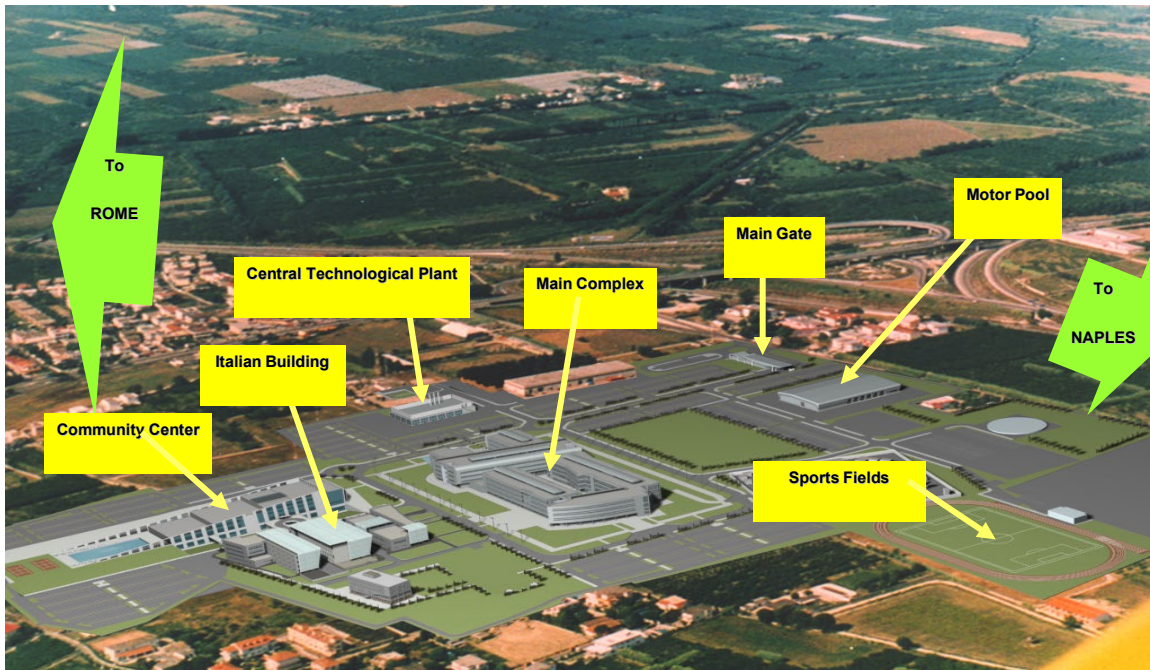 To
ROME
Motor Pool
Main Gate
Central Technological Plant
Main Complex
To
NAPLES
Italian Building
Community Center
Sports Fields